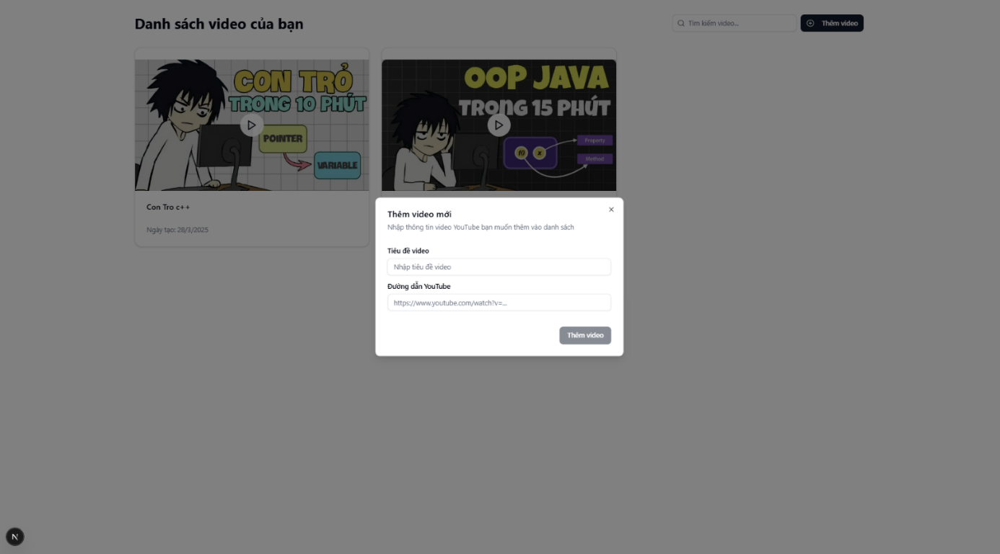 Danh sách video của bạn
Tìm kiếm video...
Thêm video
CON TRỎ
TRONG 10 PHÚT
POINTER
VARIABLE
OOP JAVA
TRONG 15 PHÚT
Property
Method
f()
x
Con Tro c++
Ngày tạo: 28/3/2025
Thêm video mới
Nhập thông tin video YouTube bạn muốn thêm vào danh sách
Tiêu đề video
Nhập tiêu đề video
Đường dẫn YouTube
https://www.youtube.com/watch?v=...
Thêm video
N